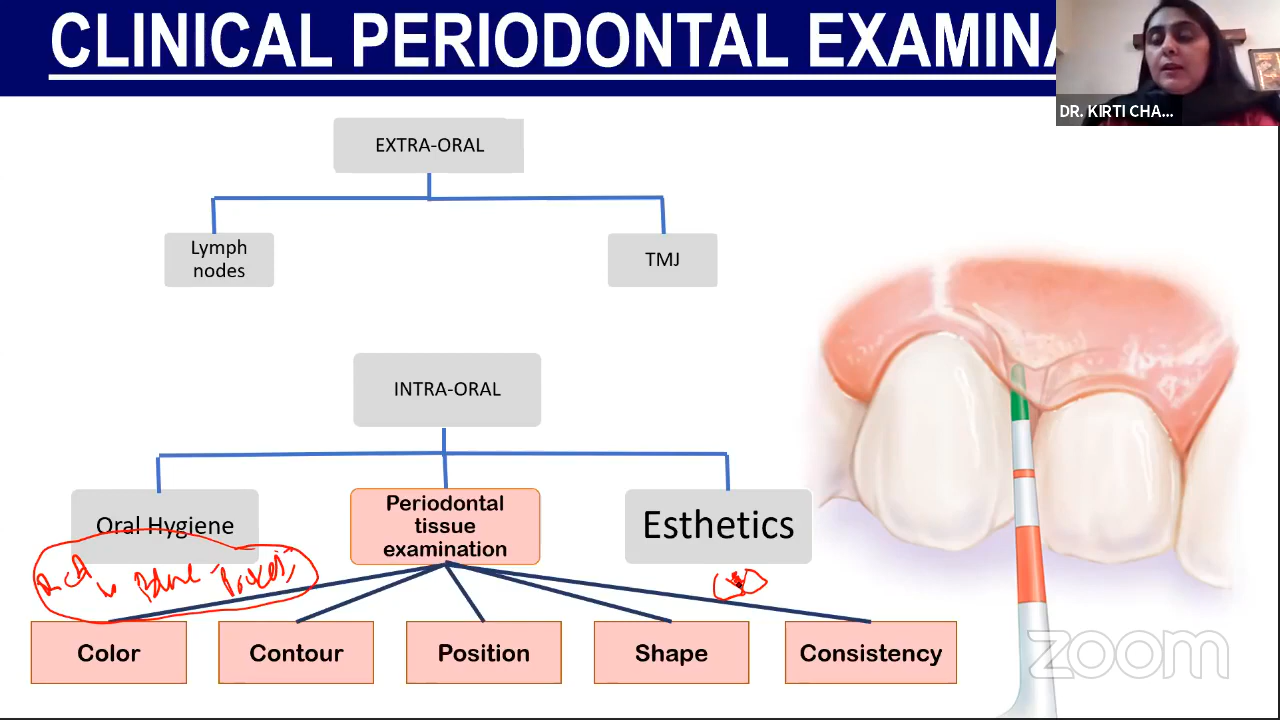 CLINICAL PERIODONTAL EXAMINA
DR. KIRTI CHA...
EXTRA-ORAL
Lymph
nodes
TMJ
INTRA-ORAL
Oral Hygiene
Periodontal
tissue
examination
Esthetics
Red
Color
Contour
Position
Shape
Consistency
zoom